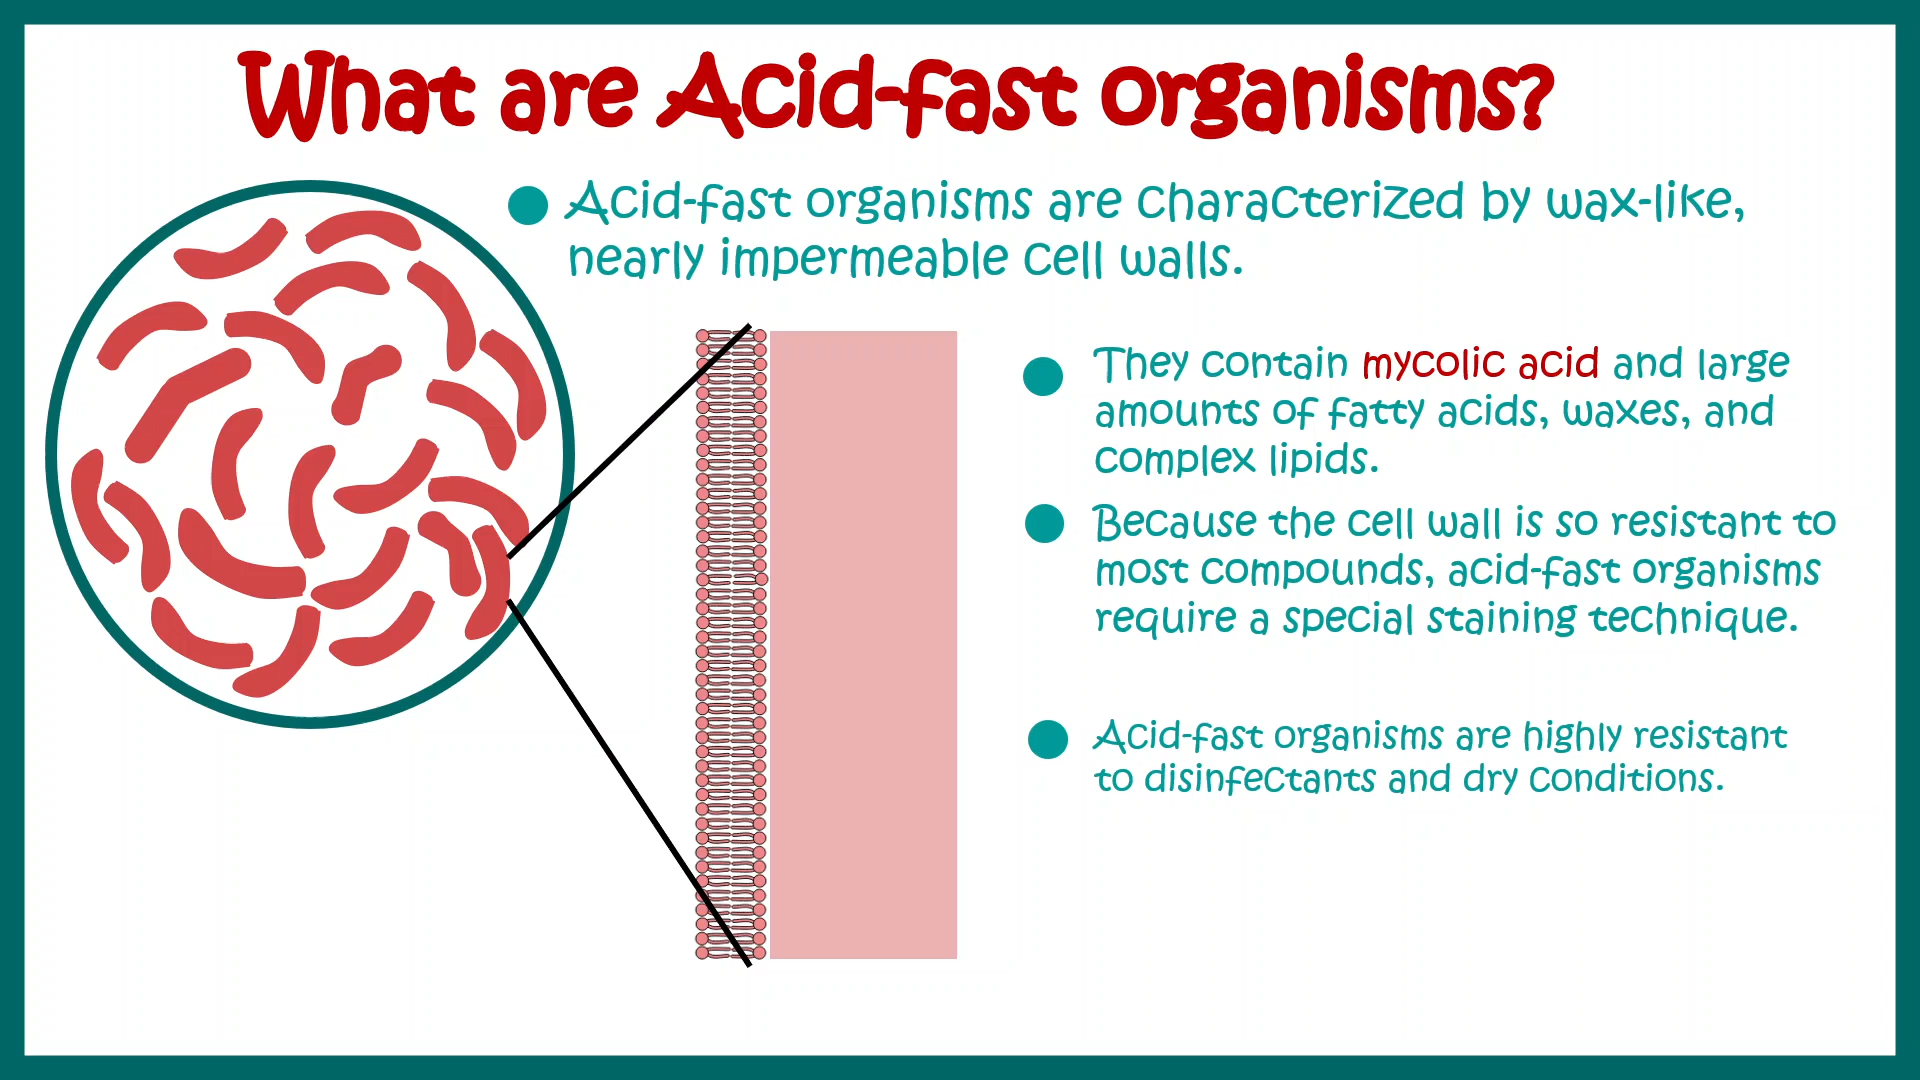 What are Acid-fast organisms?
Acid-fast organisms are characterized by wax-like,
nearly impermeable cell walls.
They contain mycolic acid and large
amounts of fatty acids, waxes, and
complex lipids.
Because the cell wall is so resistant to
most compounds, acid-fast organisms
require a special staining technique.
Acid-fast organisms are highly resistant
to disinfectants and dry conditions.